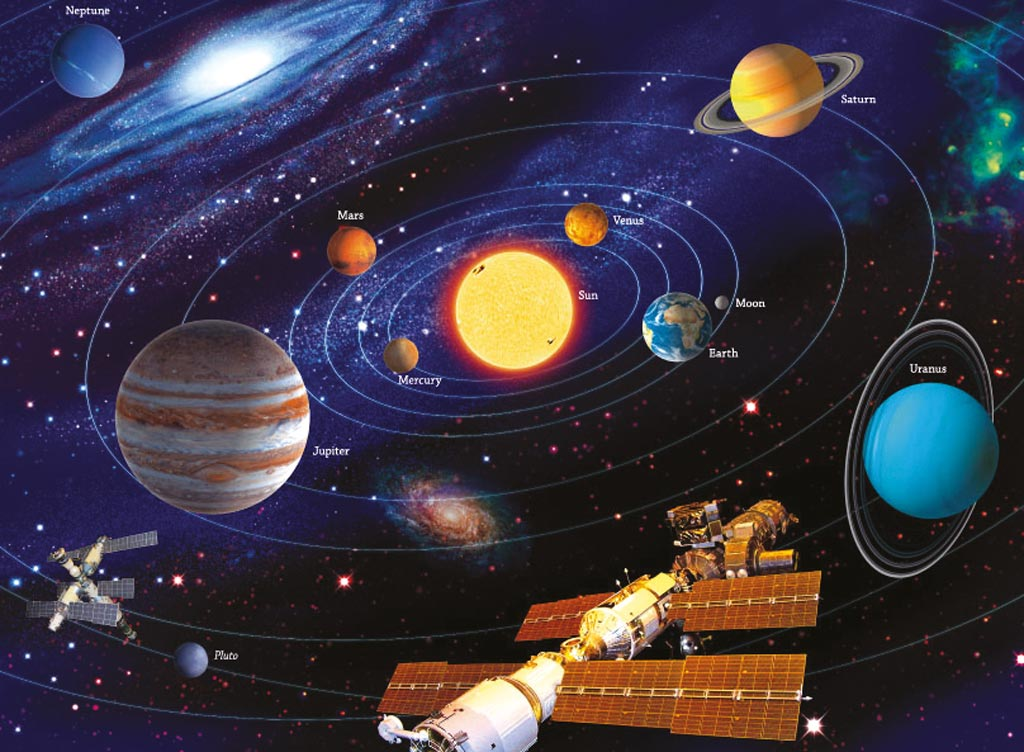 Neptune
Saturn
Mars
Venus
Sun
Moon
Earth
Mercury
Uranus
Jupiter
Pluto